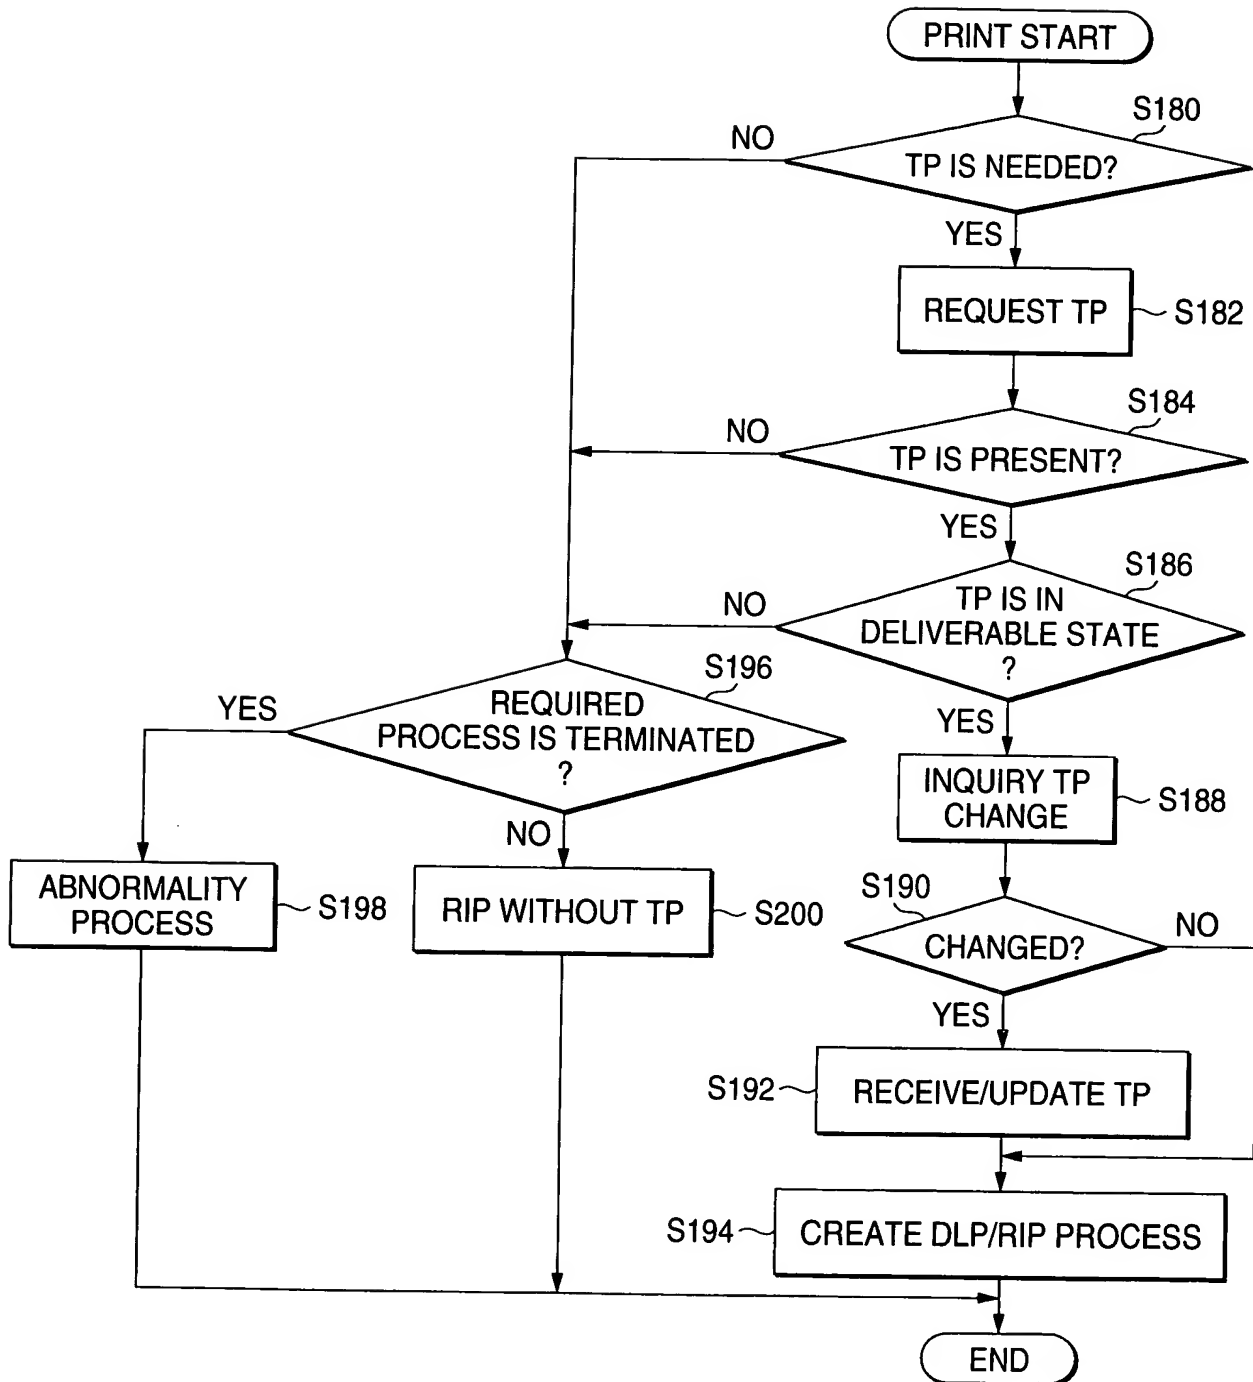 PRINT START
S180
NO
TP IS NEEDED?
YES
REQUEST TP
S182
S184
NO
TP IS PRESENT?
YES
S186
NO
TP IS IN
DELIVERABLE STATE
?
S196
YES
REQUIRED
PROCESS IS TERMINATED
?
YES
INQUIRY TP
CHANGE
S188
NO
ABNORMALITY
PROCESS
S198
RIP WITHOUT TP
S200
S190
CHANGED?
NO
YES
S192
RECEIVE/UPDATE TP
S194
CREATE DLP/RIP PROCESS
END